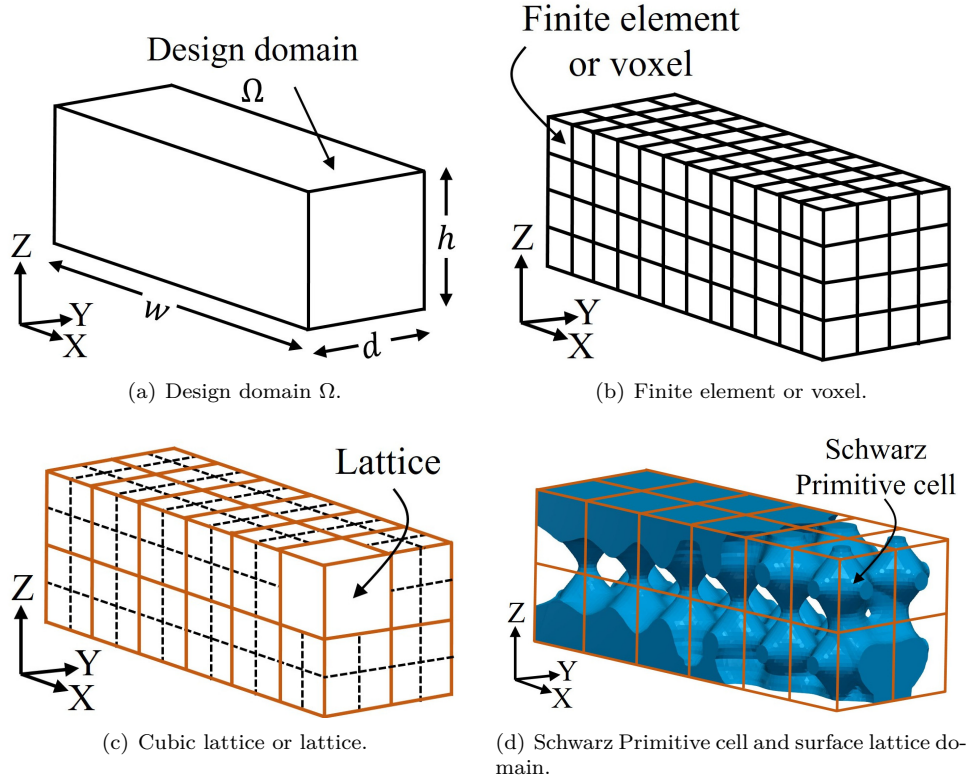 Design domain
Ω
h
w
d
Z
Y
X
(a) Design domain Ω.
Finite element
or voxel
Z
Y
X
(b) Finite element or voxel.
Lattice
Z
Y
X
(c) Cubic lattice or lattice.
Schwarz
Primitive cell
Z
Y
X
(d) Schwarz Primitive cell and surface lattice do-
main.